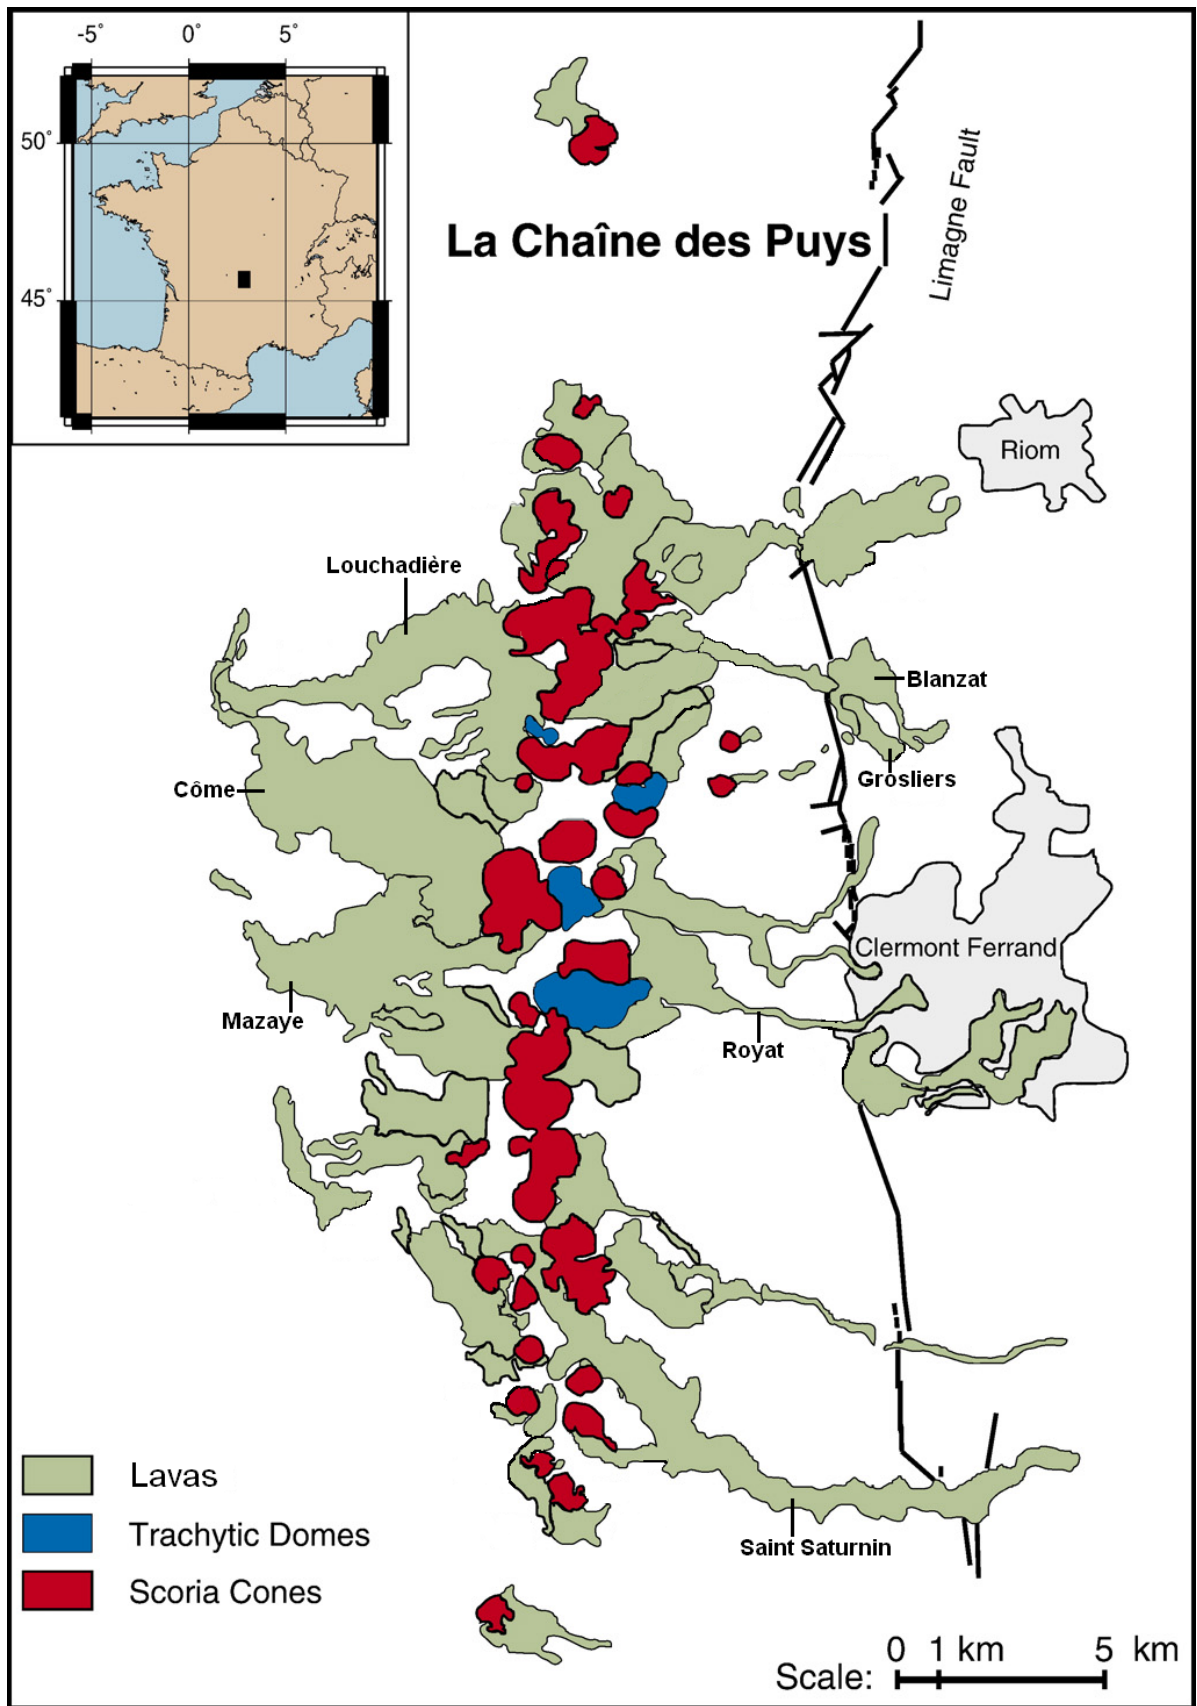 -5˚ 0˚ 5˚
50˚
45˚
La Chaîne des Puys
Limagne Fault
Riom
Louchadière
Blanzat
Grosliers
Côme
Clermont Ferrand
Mazaye
Royat
Lavas
Trachytic Domes
Scoria Cones
Saint Saturnin
0 1 km 5 km
Scale: